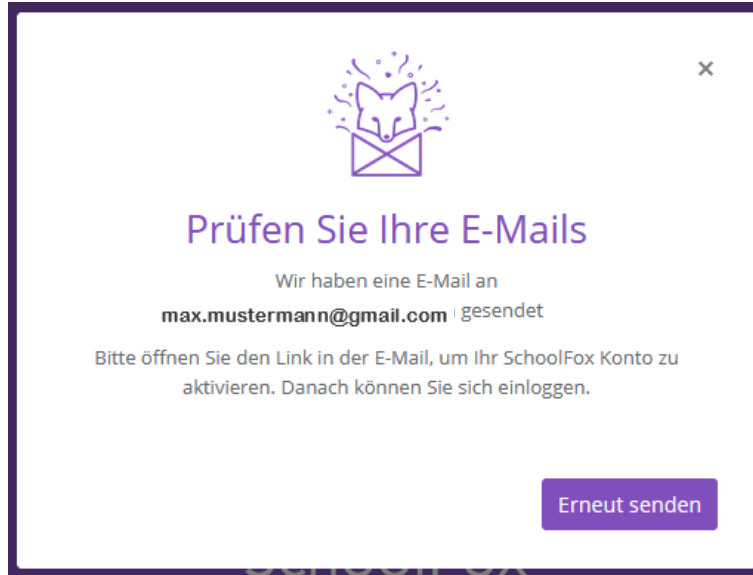 ×
Prüfen Sie Ihre E-Mails
Wir haben eine E-Mail an
max.mustermann@gmail.com gesendet
Bitte öffnen Sie den Link in der E-Mail, um Ihr SchoolFox Konto zu
aktivieren. Danach können Sie sich einloggen.
Erneut senden
SchoolFox